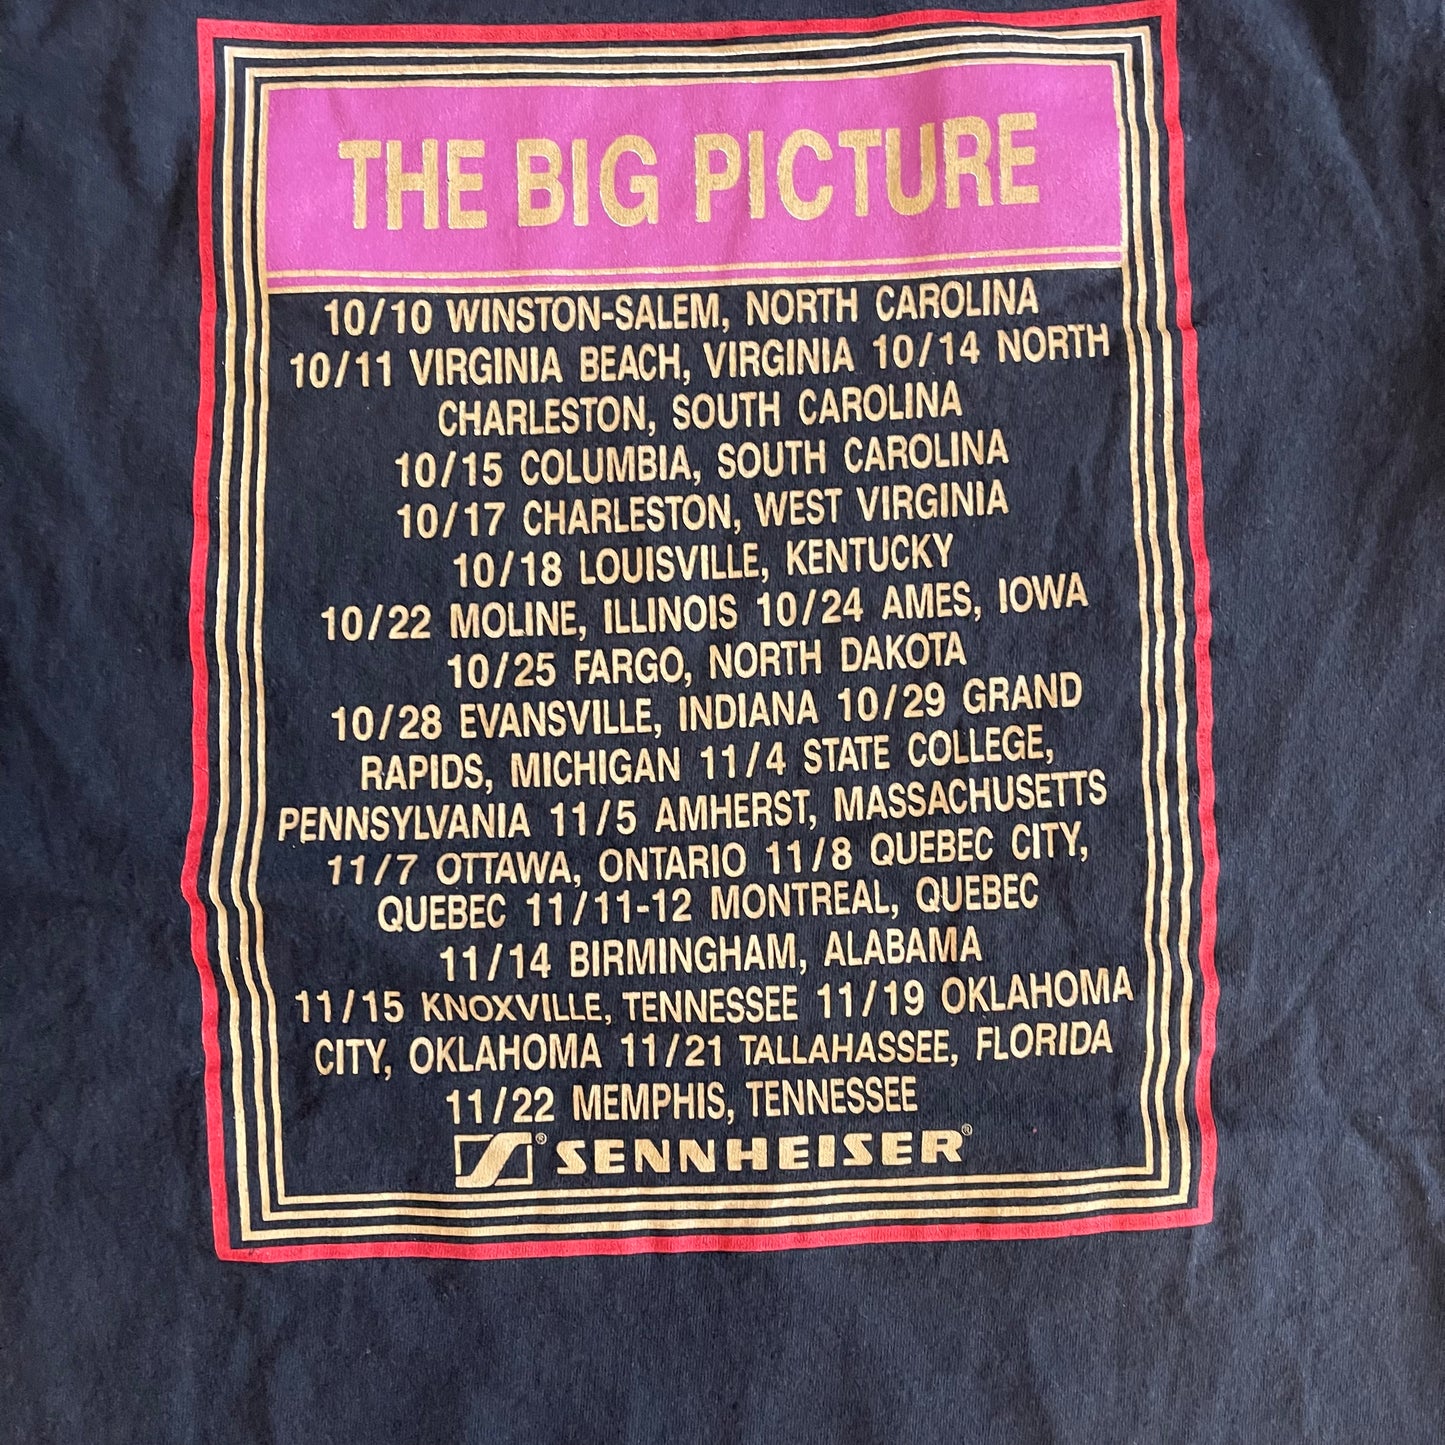 THE BIG PICTURE
10/10 WINSTON-SALEM, NORTH CAROLINA
10/11 VIRGINIA BEACH, VIRGINIA 10/14 NORTH
CHARLESTON, SOUTH CAROLINA
10/15 COLUMBIA, SOUTH CAROLINA
10/17 CHARLESTON, WEST VIRGINIA
10/18 LOUISVILLE, KENTUCKY
10/22 MOLINE, ILLINOIS 10/24 AMES, IOWA
10/25 FARGO, NORTH DAKOTA
10/28 EVANSVILLE, INDIANA 10/29 GRAND
RAPIDS, MICHIGAN 11/4 STATE COLLEGE,
PENNSYLVANIA 11/5 AMHERST, MASSACHUSETTS
11/7 OTTAWA, ONTARIO 11/8 QUEBEC CITY,
QUEBEC 11/11-12 MONTREAL, QUEBEC
11/14 BIRMINGHAM, ALABAMA
11/15 KNOXVILLE, TENNESSEE 11/19 OKLAHOMA
CITY, OKLAHOMA 11/21 TALLAHASSEE, FLORIDA
11/22 MEMPHIS, TENNESSEE
® SENNHEISER®